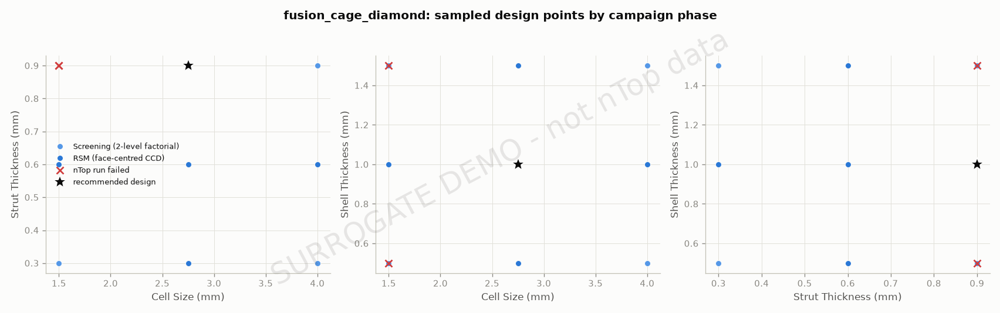 fusion_cage_diamond: sampled design points by campaign phase
SURROGATE DEMO - not nTop data
Strut Thickness (mm)
0.9
0.8
0.7
0.6
0.5
0.4
0.3
Screening (2-level factorial)
RSM (face-centred CCD)
nTop run failed
recommended design
1.5 2.0 2.5 3.0 3.5 4.0
Cell Size (mm)
Shell Thickness (mm)
1.4
1.2
1.0
0.8
0.6
1.5 2.0 2.5 3.0 3.5 4.0
Cell Size (mm)
Shell Thickness (mm)
1.4
1.2
1.0
0.8
0.6
0.3 0.4 0.5 0.6 0.7 0.8 0.9
Strut Thickness (mm)